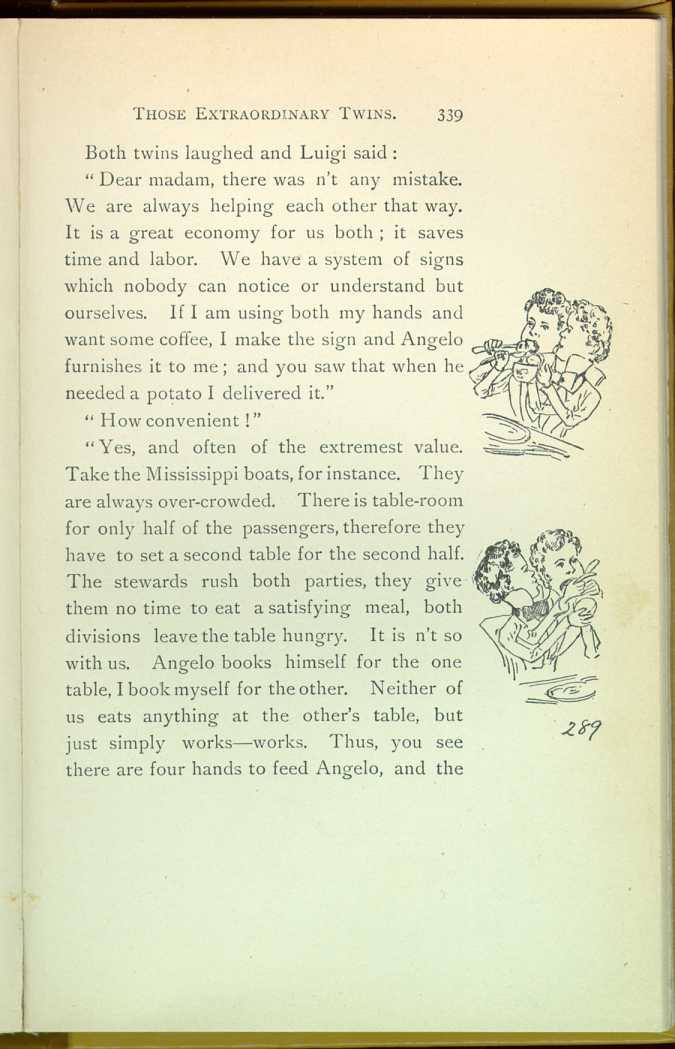 THOSE EXTRAORDINARY TWINS. 339
Both twins laughed and Luigi said :
“ Dear madam, there was n’t any mistake.
We are always helping each other that way.
It is a great economy for us both ; it saves
time and labor. We have a system of signs
which nobody can notice or understand but
ourselves. If I am using both my hands and
want some coffee, I make the sign and Angelo
furnishes it to me ; and you saw that when he
needed a potato I delivered it.”
“ How convenient ! ”
“ Yes, and often of the extremest value.
Take the Mississippi boats, for instance. They
are always over-crowded. There is table-room
for only half of the passengers, therefore they
have to set a second table for the second half.
The stewards rush both parties, they give
them no time to eat a satisfying meal, both
divisions leave the table hungry. It is n’t so
with us. Angelo books himself for the one
table, I book myself for the other. Neither of
us eats anything at the other’s table, but
just simply works—works. Thus, you see
there are four hands to feed Angelo, and the
289